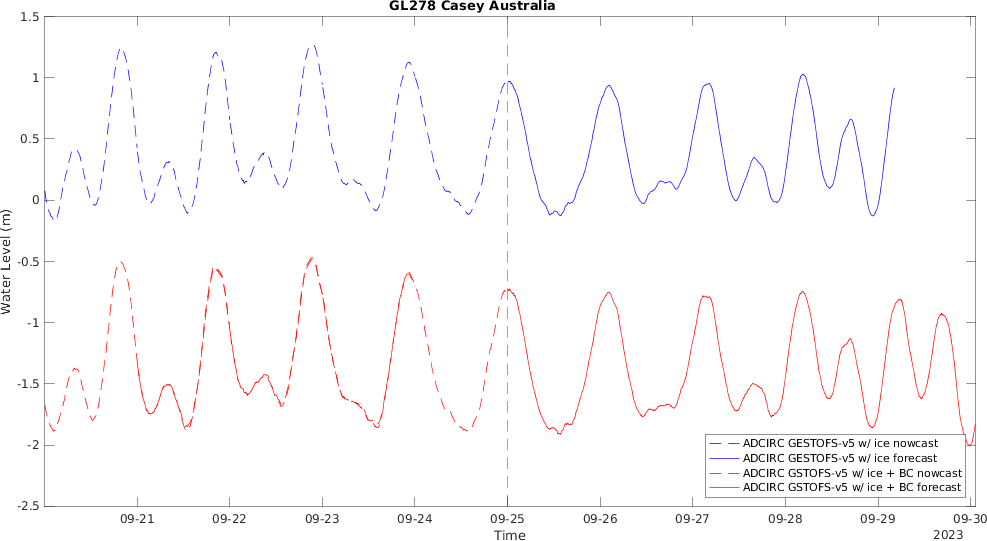 GL278 Casey Australia
1.5
1
0.5
0
-0.5
-1
-1.5
-2
-2.5
Water Level (m)
ADCIRC GESTOFS-v5 w/ ice nowcast
ADCIRC GESTOFS-v5 w/ ice forecast
ADCIRC GSTOFS-v5 w/ ice + BC nowcast
ADCIRC GSTOFS-v5 w/ ice + BC forecast
09-21 09-22 09-23 09-24 09-25 09-26 09-27 09-28 09-29 09-30
Time
2023